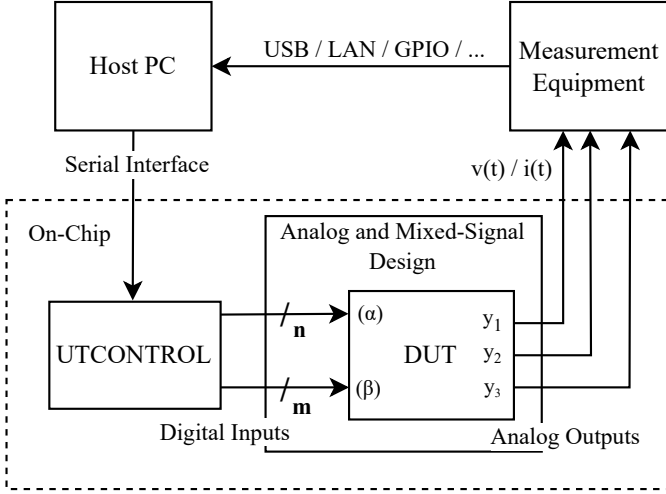 Host PC
USB / LAN / GPIO / ...
Measurement
Equipment
Serial Interface
v(t) / i(t)
On-Chip
Analog and Mixed-Signal
Design
UTCONTROL
n
m
Digital Inputs
(α)
(β)
DUT
y1
y2
y3
Analog Outputs